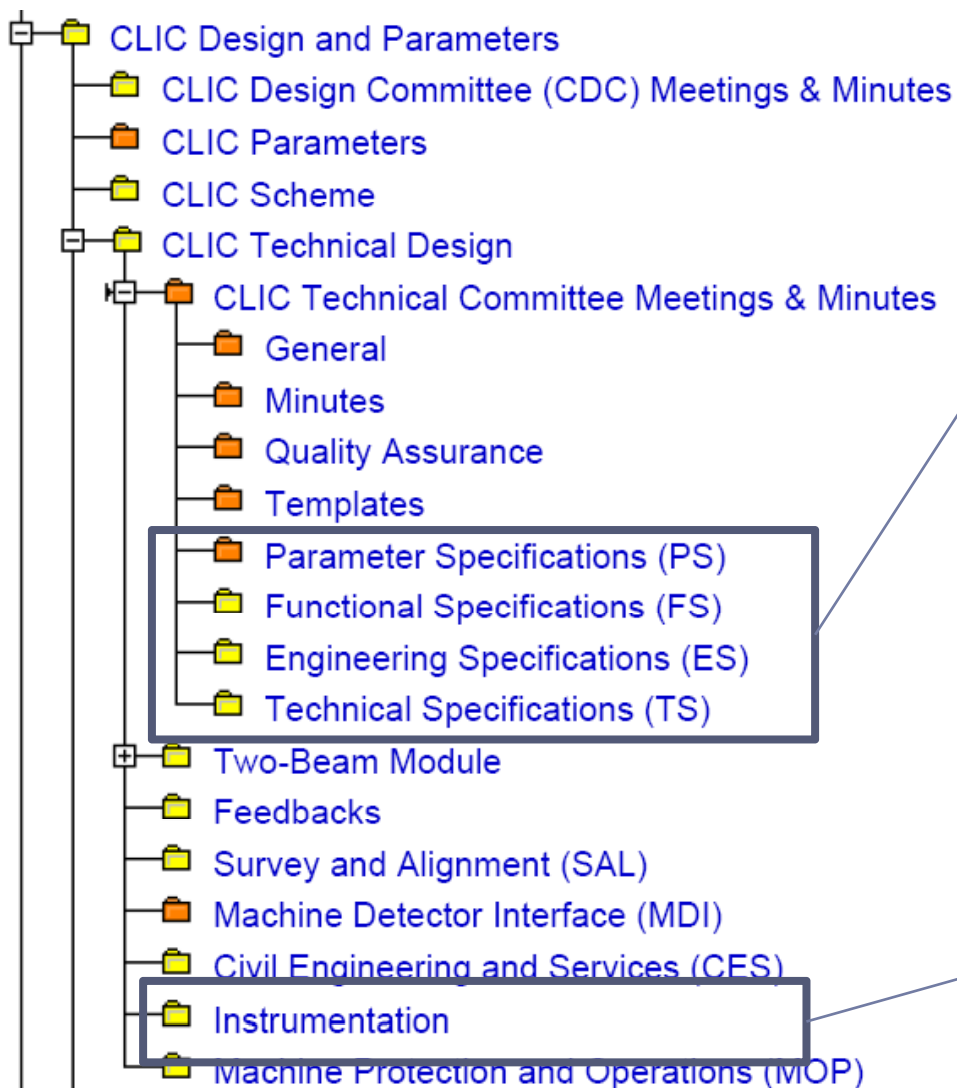 CLIC Design and Parameters
CLIC Design Committee (CDC) Meetings & Minutes
CLIC Parameters
CLIC Scheme
CLIC Technical Design
CLIC Technical Committee Meetings & Minutes
General
Minutes
Quality Assurance
Templates
Parameter Specifications (PS)
Functional Specifications (FS)
Engineering Specifications (ES)
Technical Specifications (TS)
Two-Beam Module
Feedbacks
Survey and Alignment (SAL)
Machine Detector Interface (MDI)
Civil Engineering and Services (CES)
Instrumentation
Machine Protection and Operations (MOP)